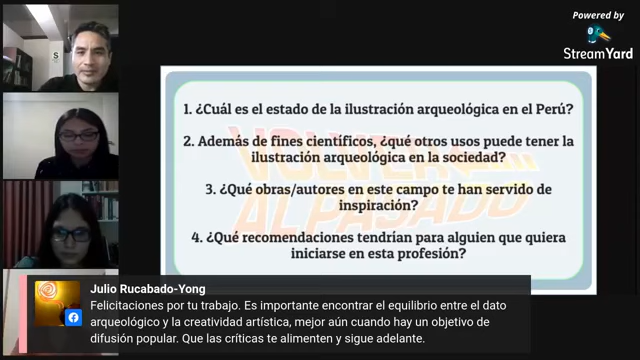 Powered by
StreamYard
1. ¿Cuál es el estado de la ilustración arqueológica en el Perú?
2. Además de fines científicos, ¿qué otros usos puede tener la
ilustración arqueológica en la sociedad?
3. ¿Qué obras/autores en este campo te han servido de
inspiración?
4. ¿Qué recomendaciones tendrían para alguien que quiera
iniciarse en esta profesión?
VOLVER
AL PASADO
Julio Rucabado-Yong
Felicitaciones por tu trabajo. Es importante encontrar el equilibrio entre el dato
arqueológico y la creatividad artística, mejor aún cuando hay un objetivo de
difusión popular. Que las críticas te alimenten y sigue adelante.